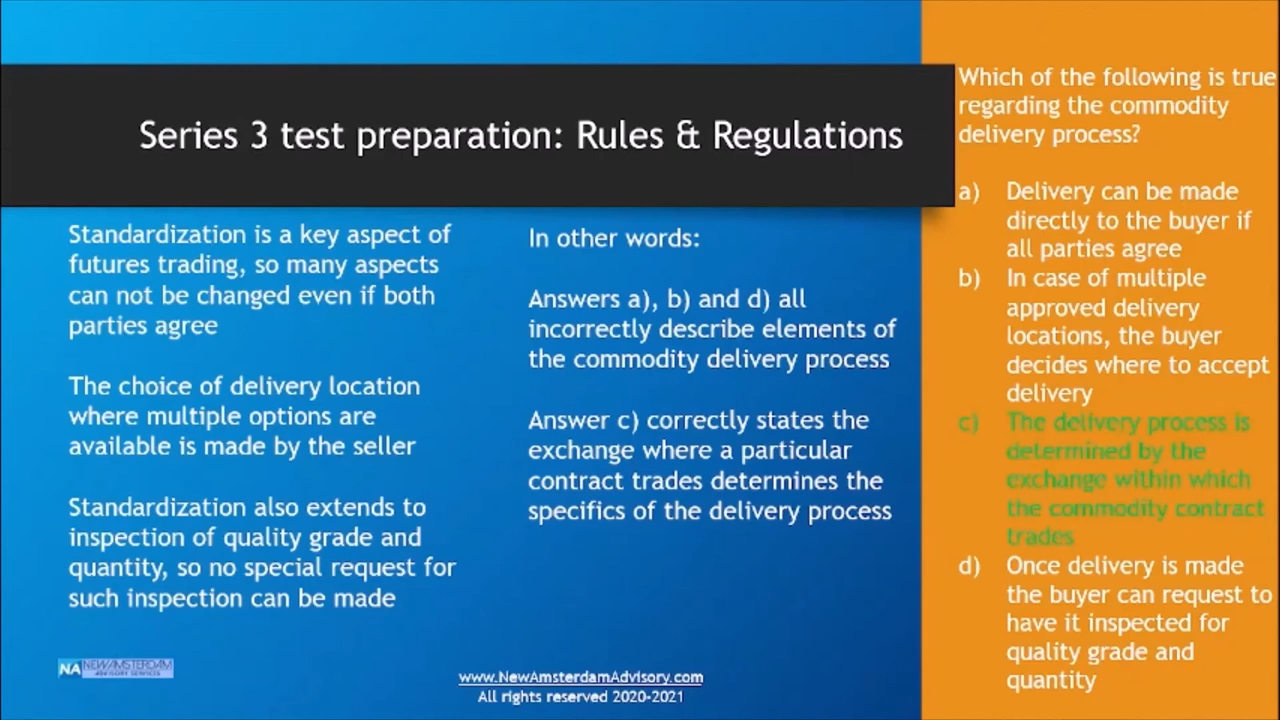 Series 3 test preparation: Rules & Regulations
Standardization is a key aspect of
futures trading, so many aspects
can not be changed even if both
parties agree
The choice of delivery location
where multiple options are
available is made by the seller
Standardization also extends to
inspection of quality grade and
quantity, so no special request for
such inspection can be made
In other words:
Answers a), b) and d) all
incorrectly describe elements of
the commodity delivery process
Answer c) correctly states the
exchange where a particular
contract trades determines the
specifics of the delivery process
Which of the following is true
regarding the commodity
delivery process?
a) Delivery can be made
directly to the buyer if
all parties agree
b) In case of multiple
approved delivery
locations, the buyer
decides where to accept
delivery
c) The delivery process is
determined by the
exchange within which
the commodity contract
trades
d) Once delivery is made
the buyer can request to
have it inspected for
quality grade and
quantity
NA NEWAMSTERDAM
ADVISORY SERVICES
www.NewAmsterdamAdvisory.com
All rights reserved 2020-2021